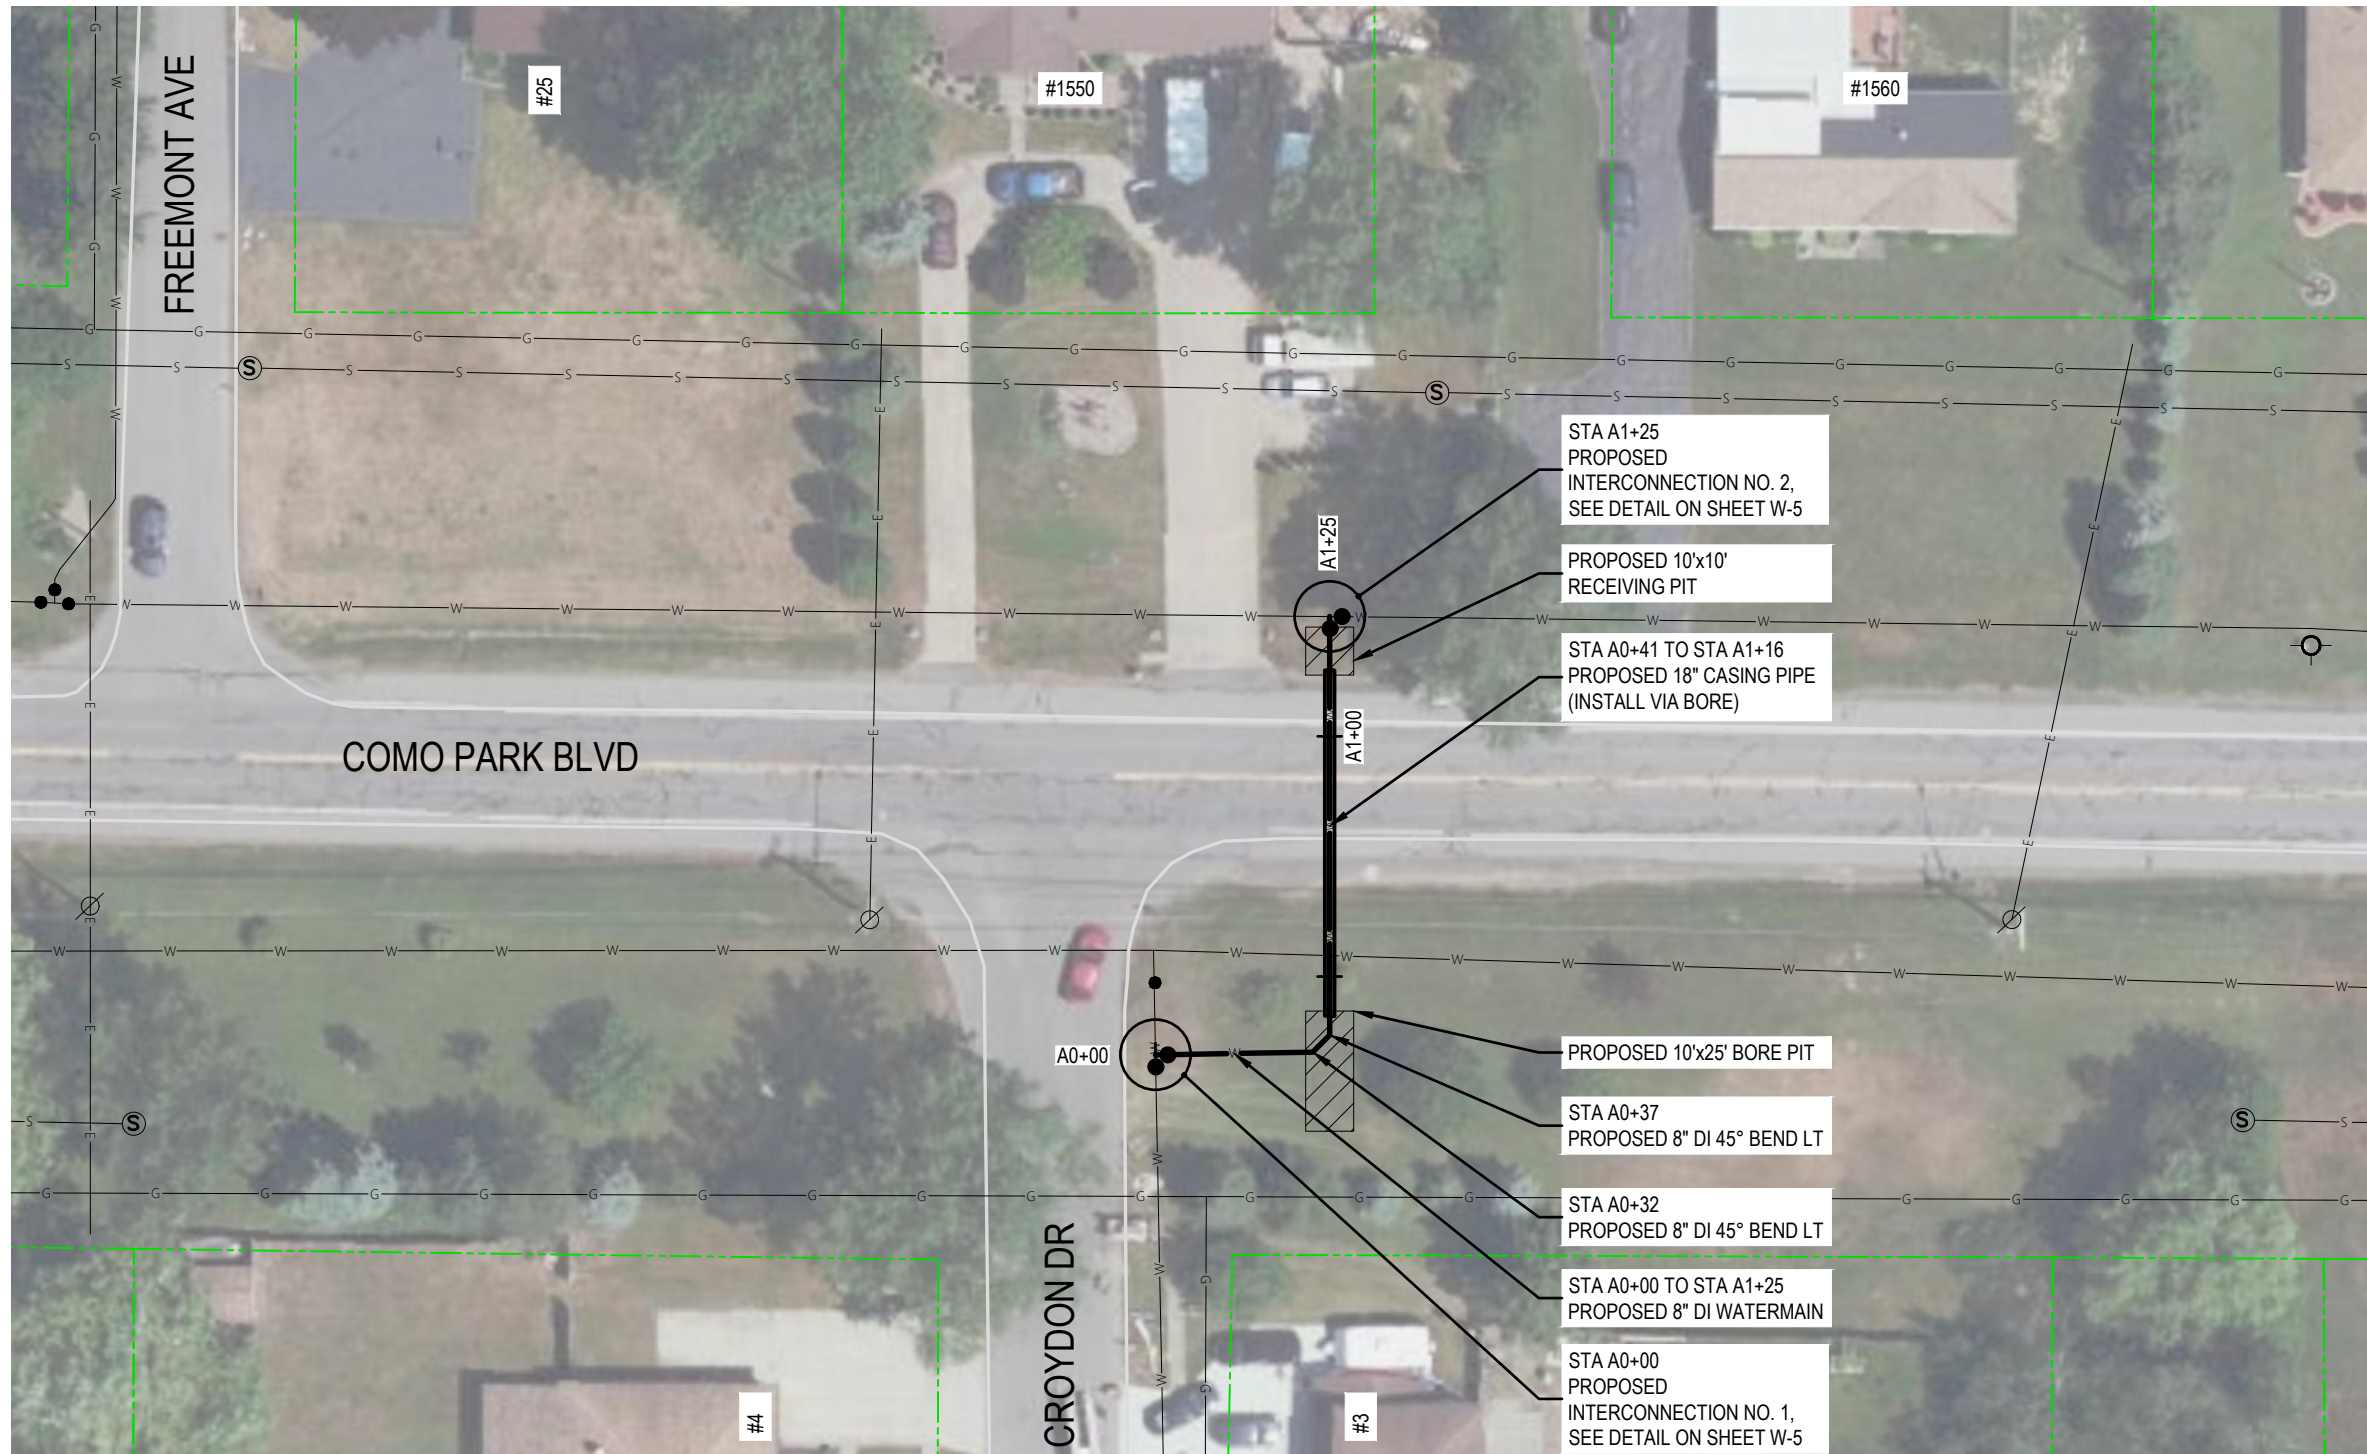 FREEMONT AVE
#25
#1550
#1560
STA A1+25
PROPOSED
INTERCONNECTION NO. 2,
SEE DETAIL ON SHEET W-5
A1+25
PROPOSED 10'x10'
RECEIVING PIT
STA A0+41 TO STA A1+16
PROPOSED 18" CASING PIPE
(INSTALL VIA BORE)
A1+00
COMO PARK BLVD
A0+00
PROPOSED 10'x25' BORE PIT
STA A0+37
PROPOSED 8" DI 45° BEND LT
STA A0+32
PROPOSED 8" DI 45° BEND LT
STA A0+00 TO STA A1+25
PROPOSED 8" DI WATERMAIN
STA A0+00
PROPOSED
INTERCONNECTION NO. 1,
SEE DETAIL ON SHEET W-5
CROYDON DR
#4
#3
G G G G G G G G G G G G G G G G G G G G G
S S S S S S S S S S S S S S S S S S S S S
W W W W W W W W W W W W W W W W W W W
E E E E E E E